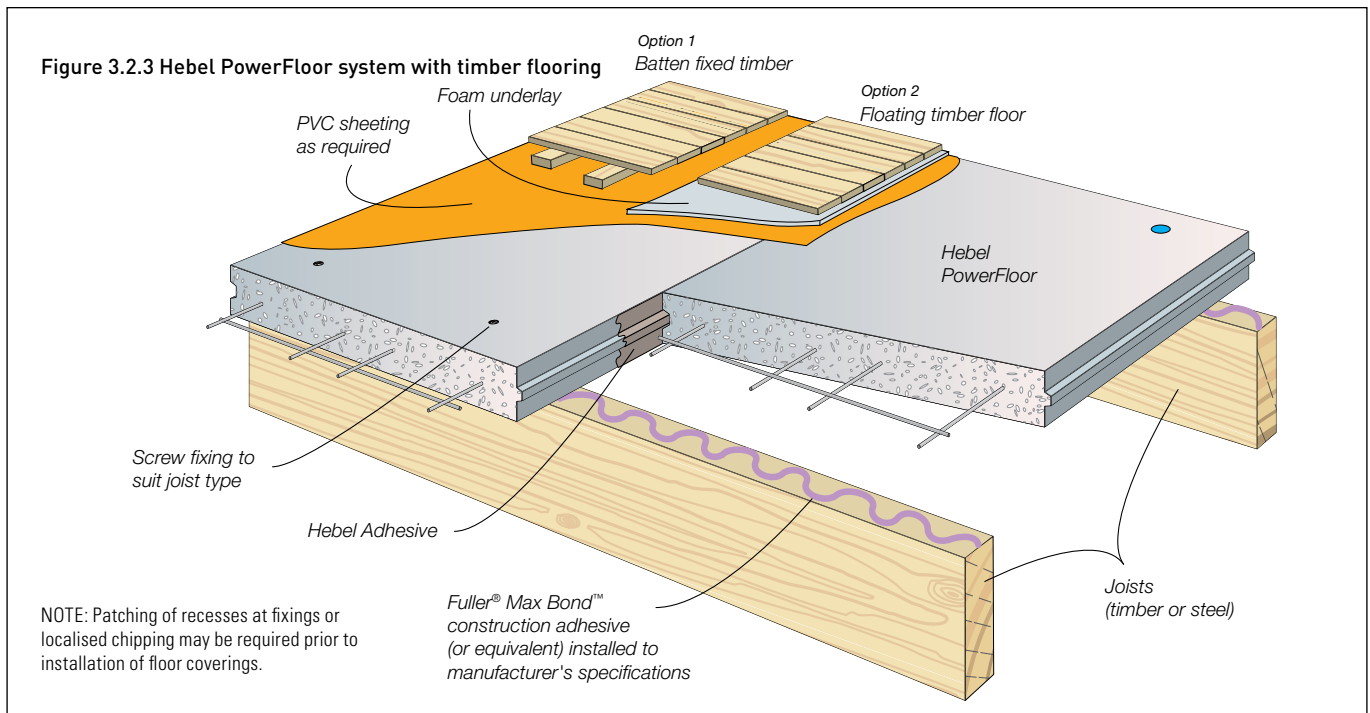 Figure 3.2.3 Hebel PowerFloor system with timber flooring
Option 1
Batten fixed timber
Foam underlay
Option 2
Floating timber floor
PVC sheeting
as required
Hebel
PowerFloor
Screw fixing to
suit joist type
Hebel Adhesive
Fuller® Max Bond™
construction adhesive
(or equivalent) installed to
manufacturer's specifications
Joists
(timber or steel)
NOTE: Patching of recesses at fixings or
localised chipping may be required prior to
installation of floor coverings.